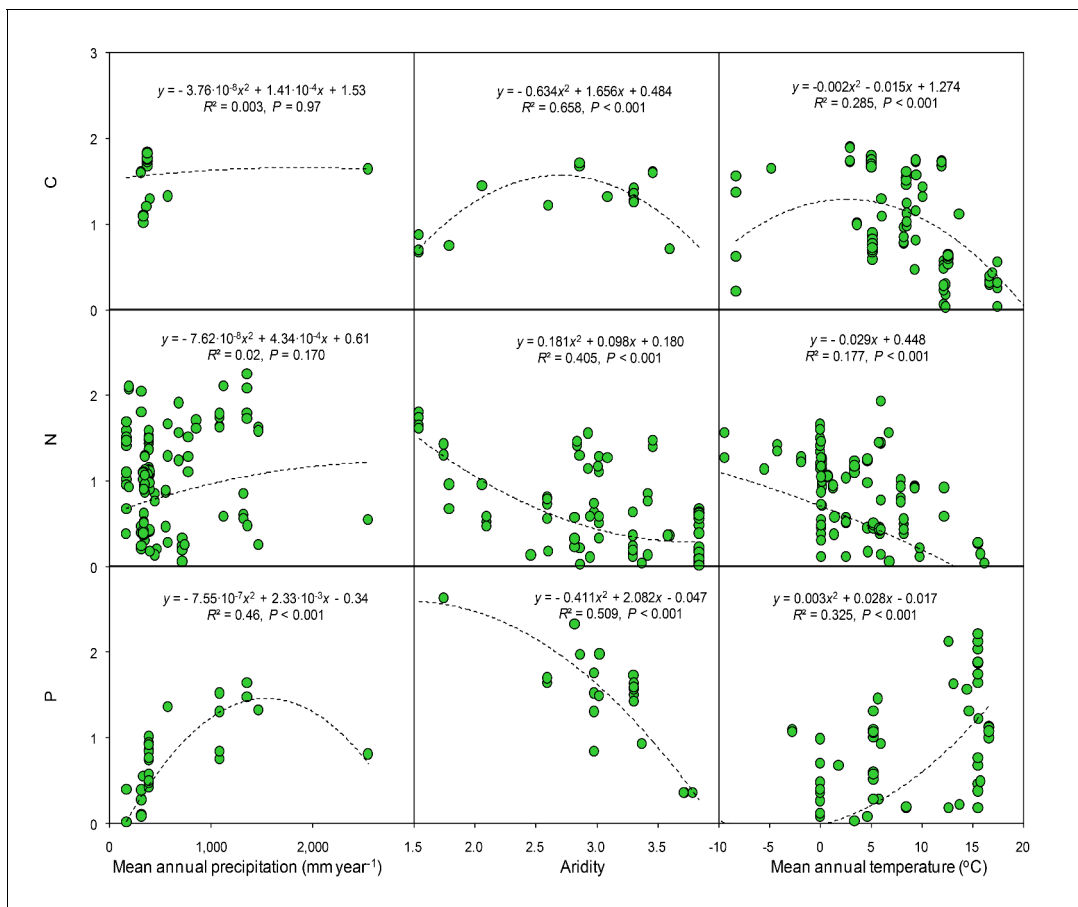 3
y = - 3.76·10⁻⁸x² + 1.41·10⁻⁴x + 1.53
R² = 0.003, P = 0.97
y = - 0.634x² + 1.656x + 0.484
R² = 0.658, P < 0.001
y = -0.002x² - 0.015x + 1.274
R² = 0.285, P < 0.001
2
C
1
0
y = - 7.62·10⁻⁸x² + 4.34·10⁻⁴x + 0.61
R² = 0.02, P = 0.170
y = 0.181x² + 0.098x + 0.180
R² = 0.405, P < 0.001
y = - 0.029x + 0.448
R² = 0.177, P < 0.001
2
N
1
0
y = - 7.55·10⁻⁷x² + 2.33·10⁻³x - 0.34
R² = 0.46, P < 0.001
y = - 0.411x² + 2.082x - 0.047
R² = 0.509, P < 0.001
y = 0.003x² + 0.028x - 0.017
R² = 0.325, P < 0.001
2
P
1
0
0 1,000 2,000 1.5 2.0 2.5 3.0 3.5 -10 -5 0 5 10 15 20
Mean annual precipitation (mm year⁻¹) Aridity Mean annual temperature (ºC)